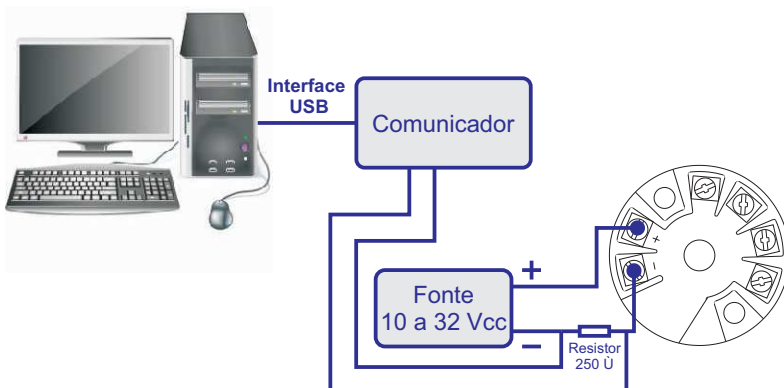 Interface
USB
Comunicador
+
+
–
Fonte
10 a 32 Vcc
–
Resistor
250 Ù